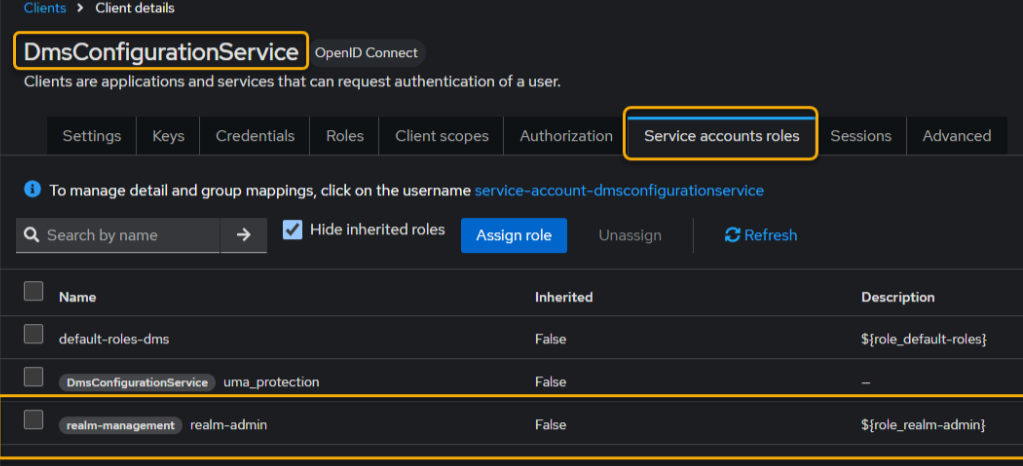 Clients > Client details
DmsConfigurationService OpenID Connect
Clients are applications and services that can request authentication of a user.
Settings Keys Credentials Roles Client scopes Authorization Service accounts roles Sessions Advanced
To manage detail and group mappings, click on the username service-account-dmsconfigurationservice
Search by name Hide inherited roles Assign role Unassign Refresh
Name Inherited Description
default-roles-dms False ${role_default-roles}
DmsConfigurationService uma_protection False –
realm-management realm-admin False ${role_realm-admin}